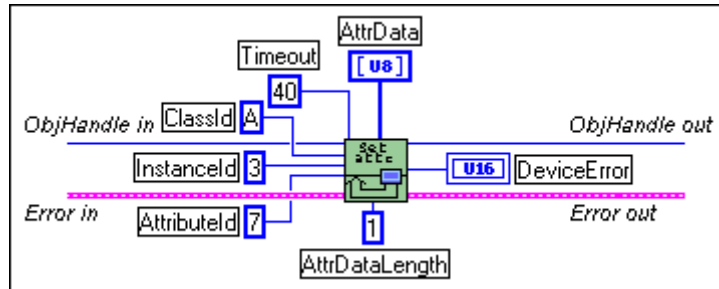 AttrData
[U8]
Timeout
40
ObjHandle in
ClassId
A
ObjHandle out
Set
attr
InstanceId
3
U16
DeviceError
Error in
AttributeId
7
1
Error out
AttrDataLength